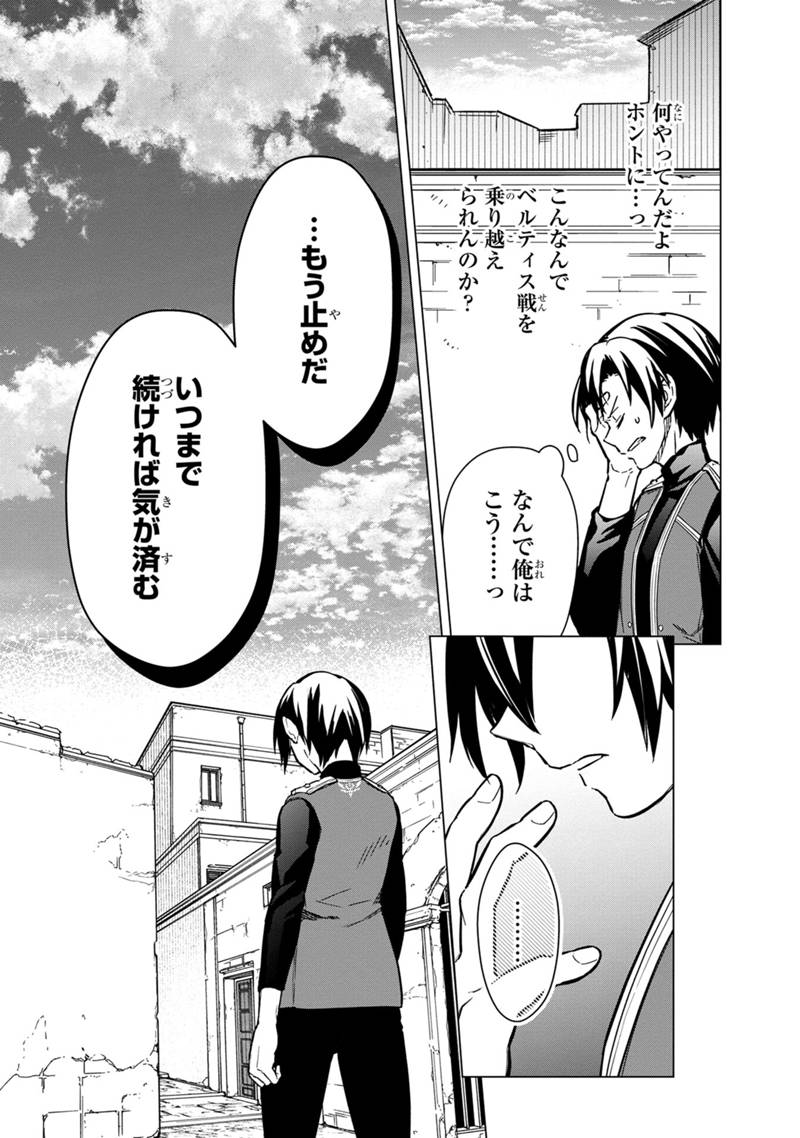 何やってんだよ
ホントに…っ
こんなんで
ベルティス戦を
乗り越え
られんのか?
なんで俺は
こう……っ
………
…もう止めだ
いつまで
続ければ気が済む